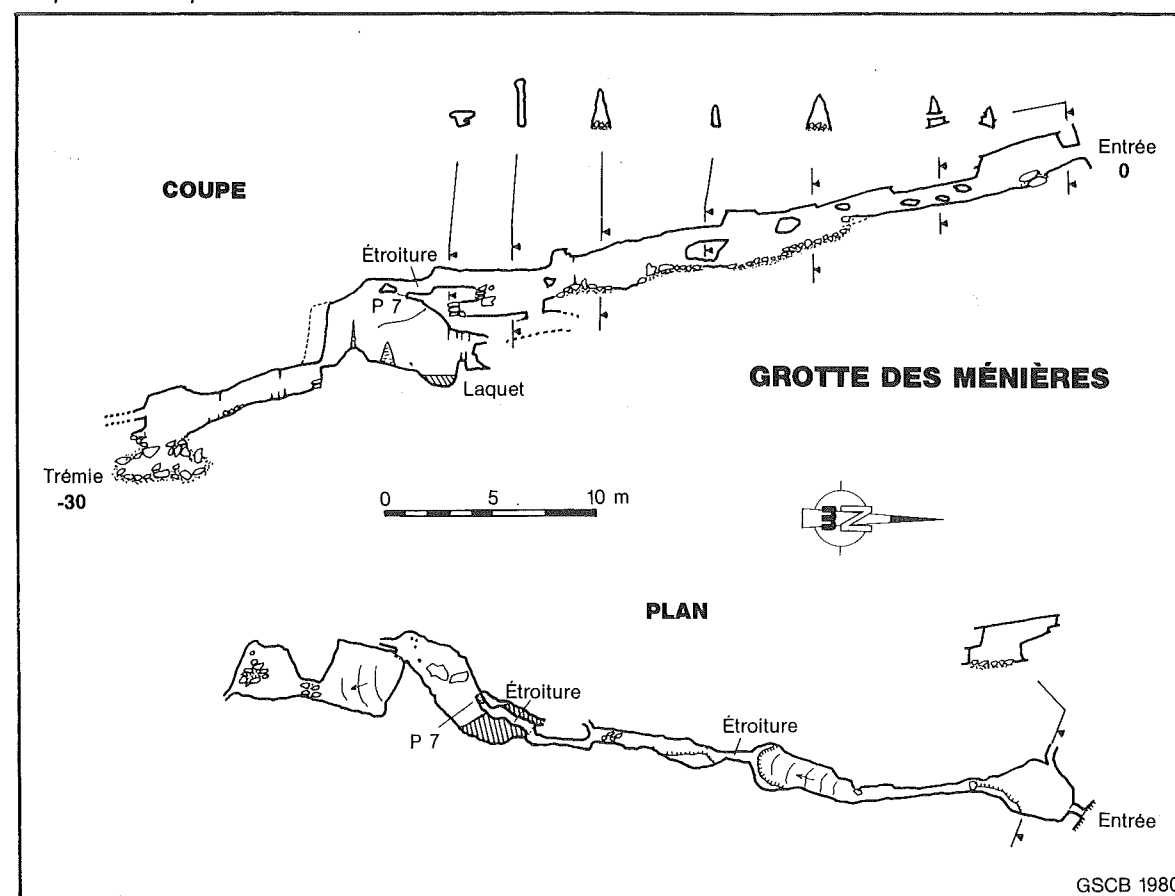 COUPE
Entrée
0
Étroiture
P 7
Laquet
GROTTE DES MÉNIÈRES
Trémie
-30
0 5 10 m
N
PLAN
Étroiture
P 7
Étroiture
Entrée
GSCB 1980